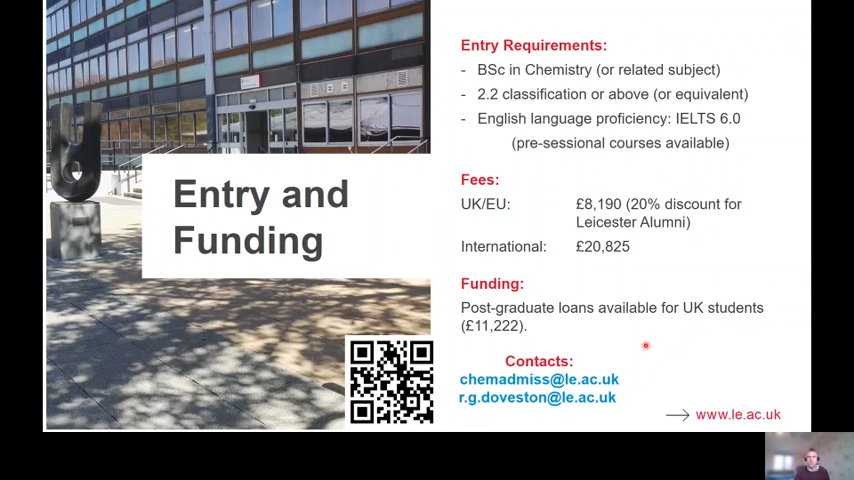 Entry and
Funding
Entry Requirements:
- BSc in Chemistry (or related subject)
- 2.2 classification or above (or equivalent)
- English language proficiency: IELTS 6.0
(pre-sessional courses available)
Fees:
UK/EU: £8,190 (20% discount for
Leicester Alumni)
International: £20,825
Funding:
Post-graduate loans available for UK students
(£11,222).
Contacts:
chemadmiss@le.ac.uk
r.g.doveston@le.ac.uk
www.le.ac.uk